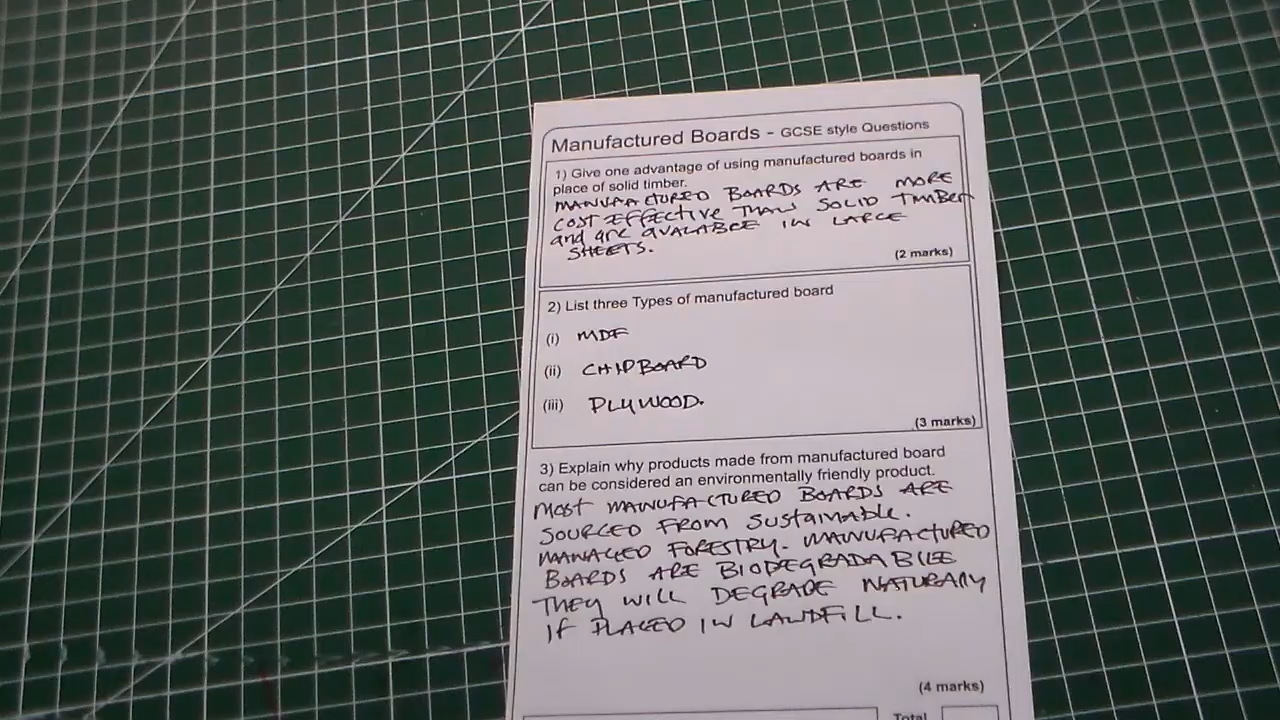 Manufactured Boards - GCSE style Questions
1) Give one advantage of using manufactured boards in
place of solid timber.
MANUFACTURED BOARDS ARE MORE
COST EFFECTIVE THAN SOLID TIMBER
and are AVALABLE IN LARGE
SHEETS.
(2 marks)
2) List three Types of manufactured board
(i) MDF
(ii) CHIPBOARD
(iii) PLYWOOD.
(3 marks)
3) Explain why products made from manufactured board
can be considered an environmentally friendly product.
MOST MANUFACTURED BOARDS ARE
SOURCED FROM SUSTAINABLE.
MANAGED FORESTRY. MANUFACTURED
BOARDS ARE BIODEGRADABLEE
THEY WILL DEGRADE NATURALLY
IF PLACED IN LANDFILL.
(4 marks)
Total